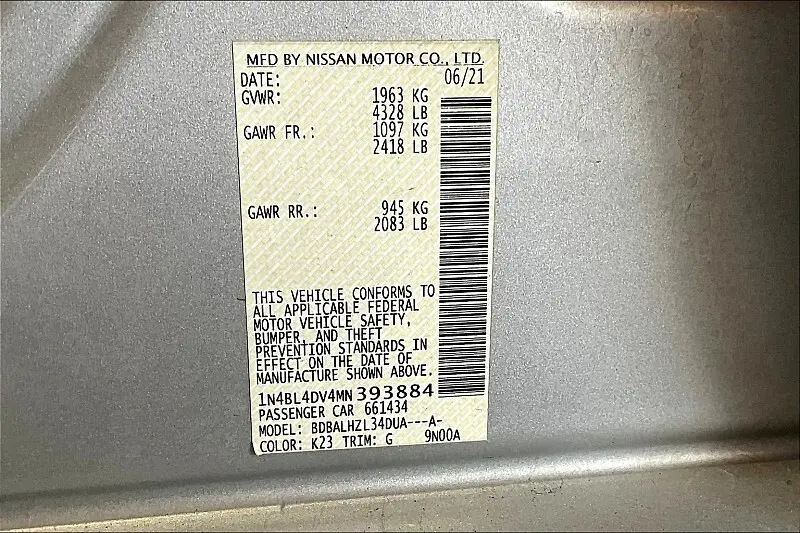 MFD BY NISSAN MOTOR CO., LTD.
DATE: 06/21
GVWR: 1963 KG
4328 LB
GAWR FR.: 1097 KG
2418 LB
GAWR RR.: 945 KG
2083 LB
THIS VEHICLE CONFORMS TO
ALL APPLICABLE FEDERAL
MOTOR VEHICLE SAFETY,
BUMPER, AND THEFT
PREVENTION STANDARDS IN
EFFECT ON THE DATE OF
MANUFACTURE SHOWN ABOVE.
1N4BL4DV4MN 393884
PASSENGER CAR 661434
MODEL: BDBALHZL34DUA---A-
COLOR: K23 TRIM: G 9N00A